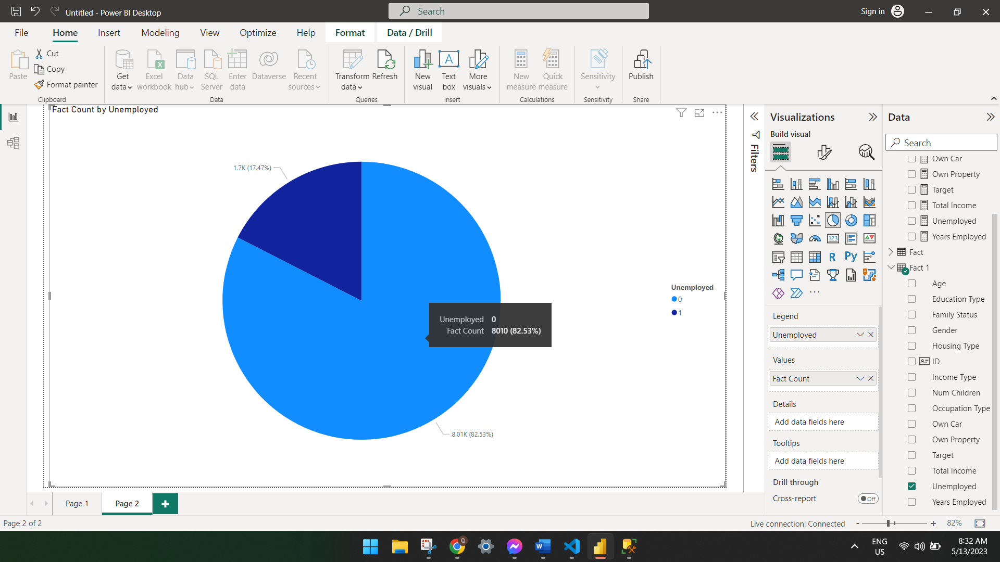 Untitled - Power BI Desktop
Search
Sign in
File
Home
Insert
Modeling
View
Optimize
Help
Format
Data / Drill
Paste
Cut
Copy
Format painter
Clipboard
Get data
Excel workbook
Data hub
SQL Server
Enter data
Dataverse
Recent sources
Data
Transform data
Refresh
Queries
New visual
A
Text box
More visuals
Insert
New measure
Quick measure
Calculations
Sensitivity
Sensitivity
Publish
Share
Fact Count by Unemployed
1.7K (17.47%)
8.01K (82.53%)
Unemployed 0
Fact Count 8010 (82.53%)
Unemployed
0
1
Filters
Visualizations
Build visual
123
R
Py
Legend
Unemployed
Values
Fact Count
Details
Add data fields here
Tooltips
Add data fields here
Drill through
Cross-report
Off
Data
Search
Own Car
Own Property
Target
Total Income
Unemployed
Years Employed
Fact
Fact 1
Age
Education Type
Family Status
Gender
Housing Type
ID
Income Type
Num Children
Occupation Type
Own Car
Own Property
Target
Total Income
Unemployed
Years Employed
Page 1
Page 2
Page 2 of 2
Live connection: Connected
- + 82%
Q
W
ENG
US
8:32 AM
5/13/2023